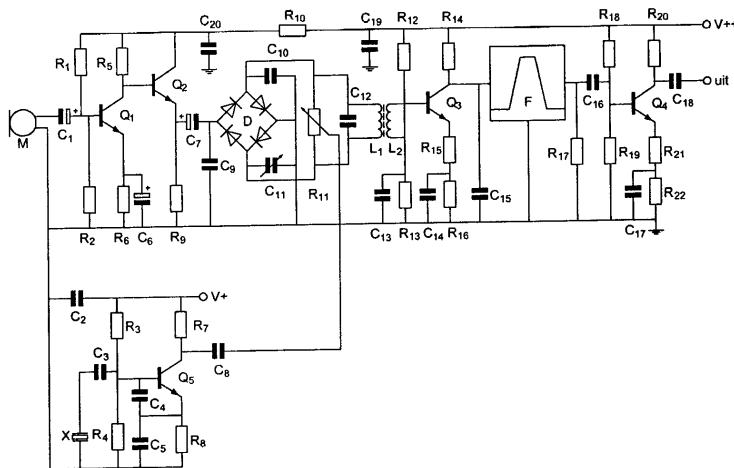 C20 R10 C19 R12 R14 R18 R20 V++
R1 R5 Q2 C10 C12 Q3 F C16 Q4 C18 uit
M C1 + Q1 + C7 D L1 L2 R15 R17 R19 R21
C9 C11 R11 C15 R22
R2 R6 + C6 R9 C13 R13 C14 R16 C17
C2 R3 R7 V+
C3 Q5 C8
X R4 C4 C5 R8